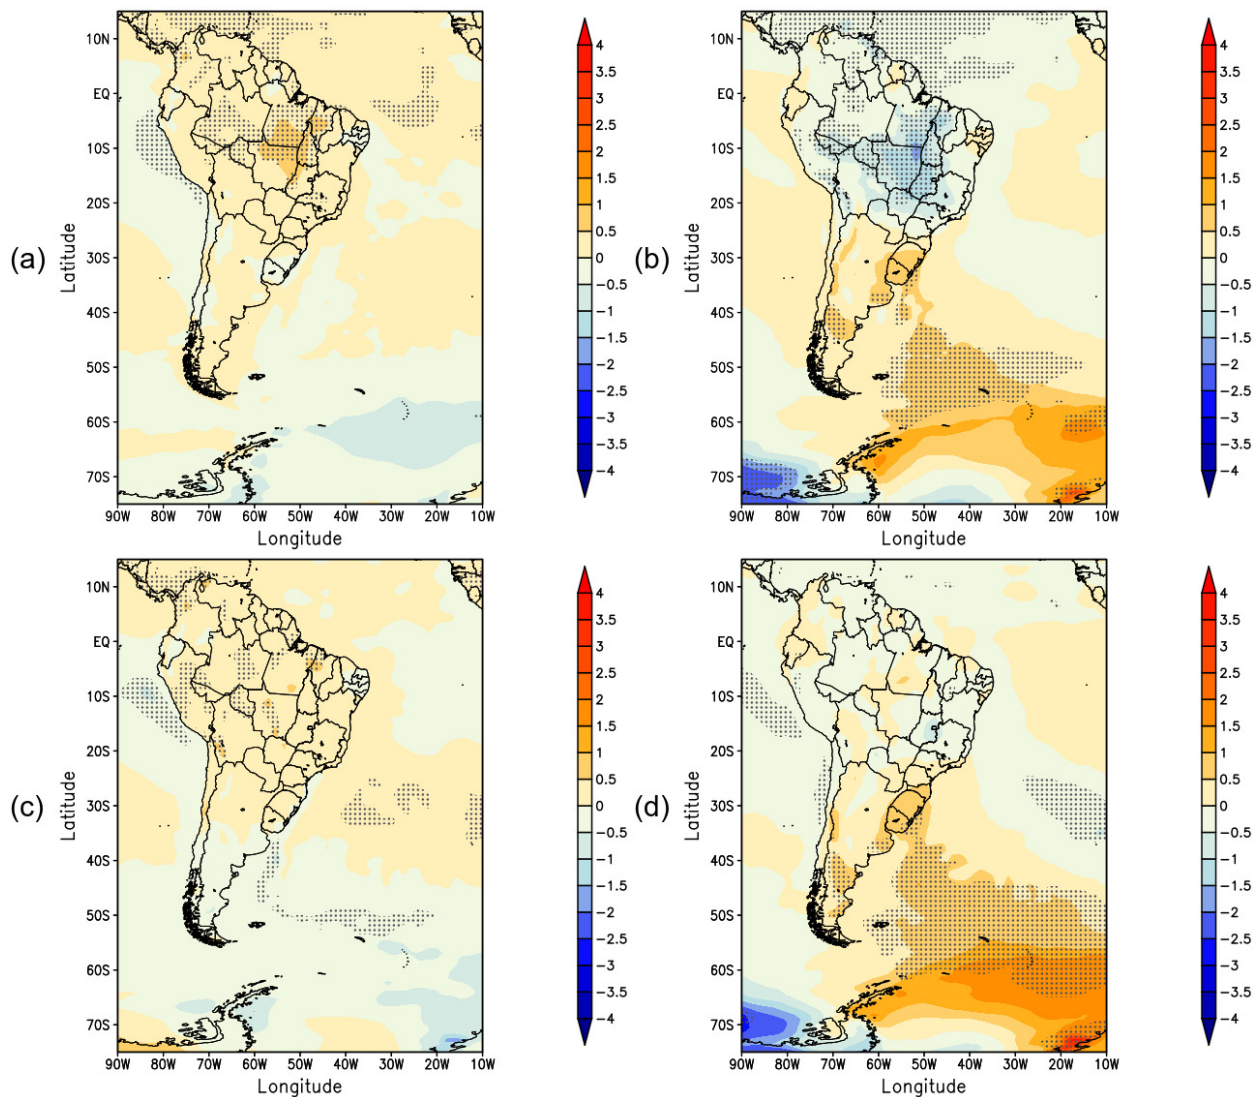 (a)
Latitude
10N
EQ
10S
20S
30S
40S
50S
60S
70S
90W 80W 70W 60W 50W 40W 30W 20W 10W
Longitude
4
3.5
3
2.5
2
1.5
1
0.5
0
−0.5
−1
−1.5
−2
−2.5
−3
−3.5
−4
(b)
Latitude
10N
EQ
10S
20S
30S
40S
50S
60S
70S
90W 80W 70W 60W 50W 40W 30W 20W 10W
Longitude
4
3.5
3
2.5
2
1.5
1
0.5
0
−0.5
−1
−1.5
−2
−2.5
−3
−3.5
−4
(c)
Latitude
10N
EQ
10S
20S
30S
40S
50S
60S
70S
90W 80W 70W 60W 50W 40W 30W 20W 10W
Longitude
4
3.5
3
2.5
2
1.5
1
0.5
0
−0.5
−1
−1.5
−2
−2.5
−3
−3.5
−4
(d)
Latitude
10N
EQ
10S
20S
30S
40S
50S
60S
70S
90W 80W 70W 60W 50W 40W 30W 20W 10W
Longitude
4
3.5
3
2.5
2
1.5
1
0.5
0
−0.5
−1
−1.5
−2
−2.5
−3
−3.5
−4